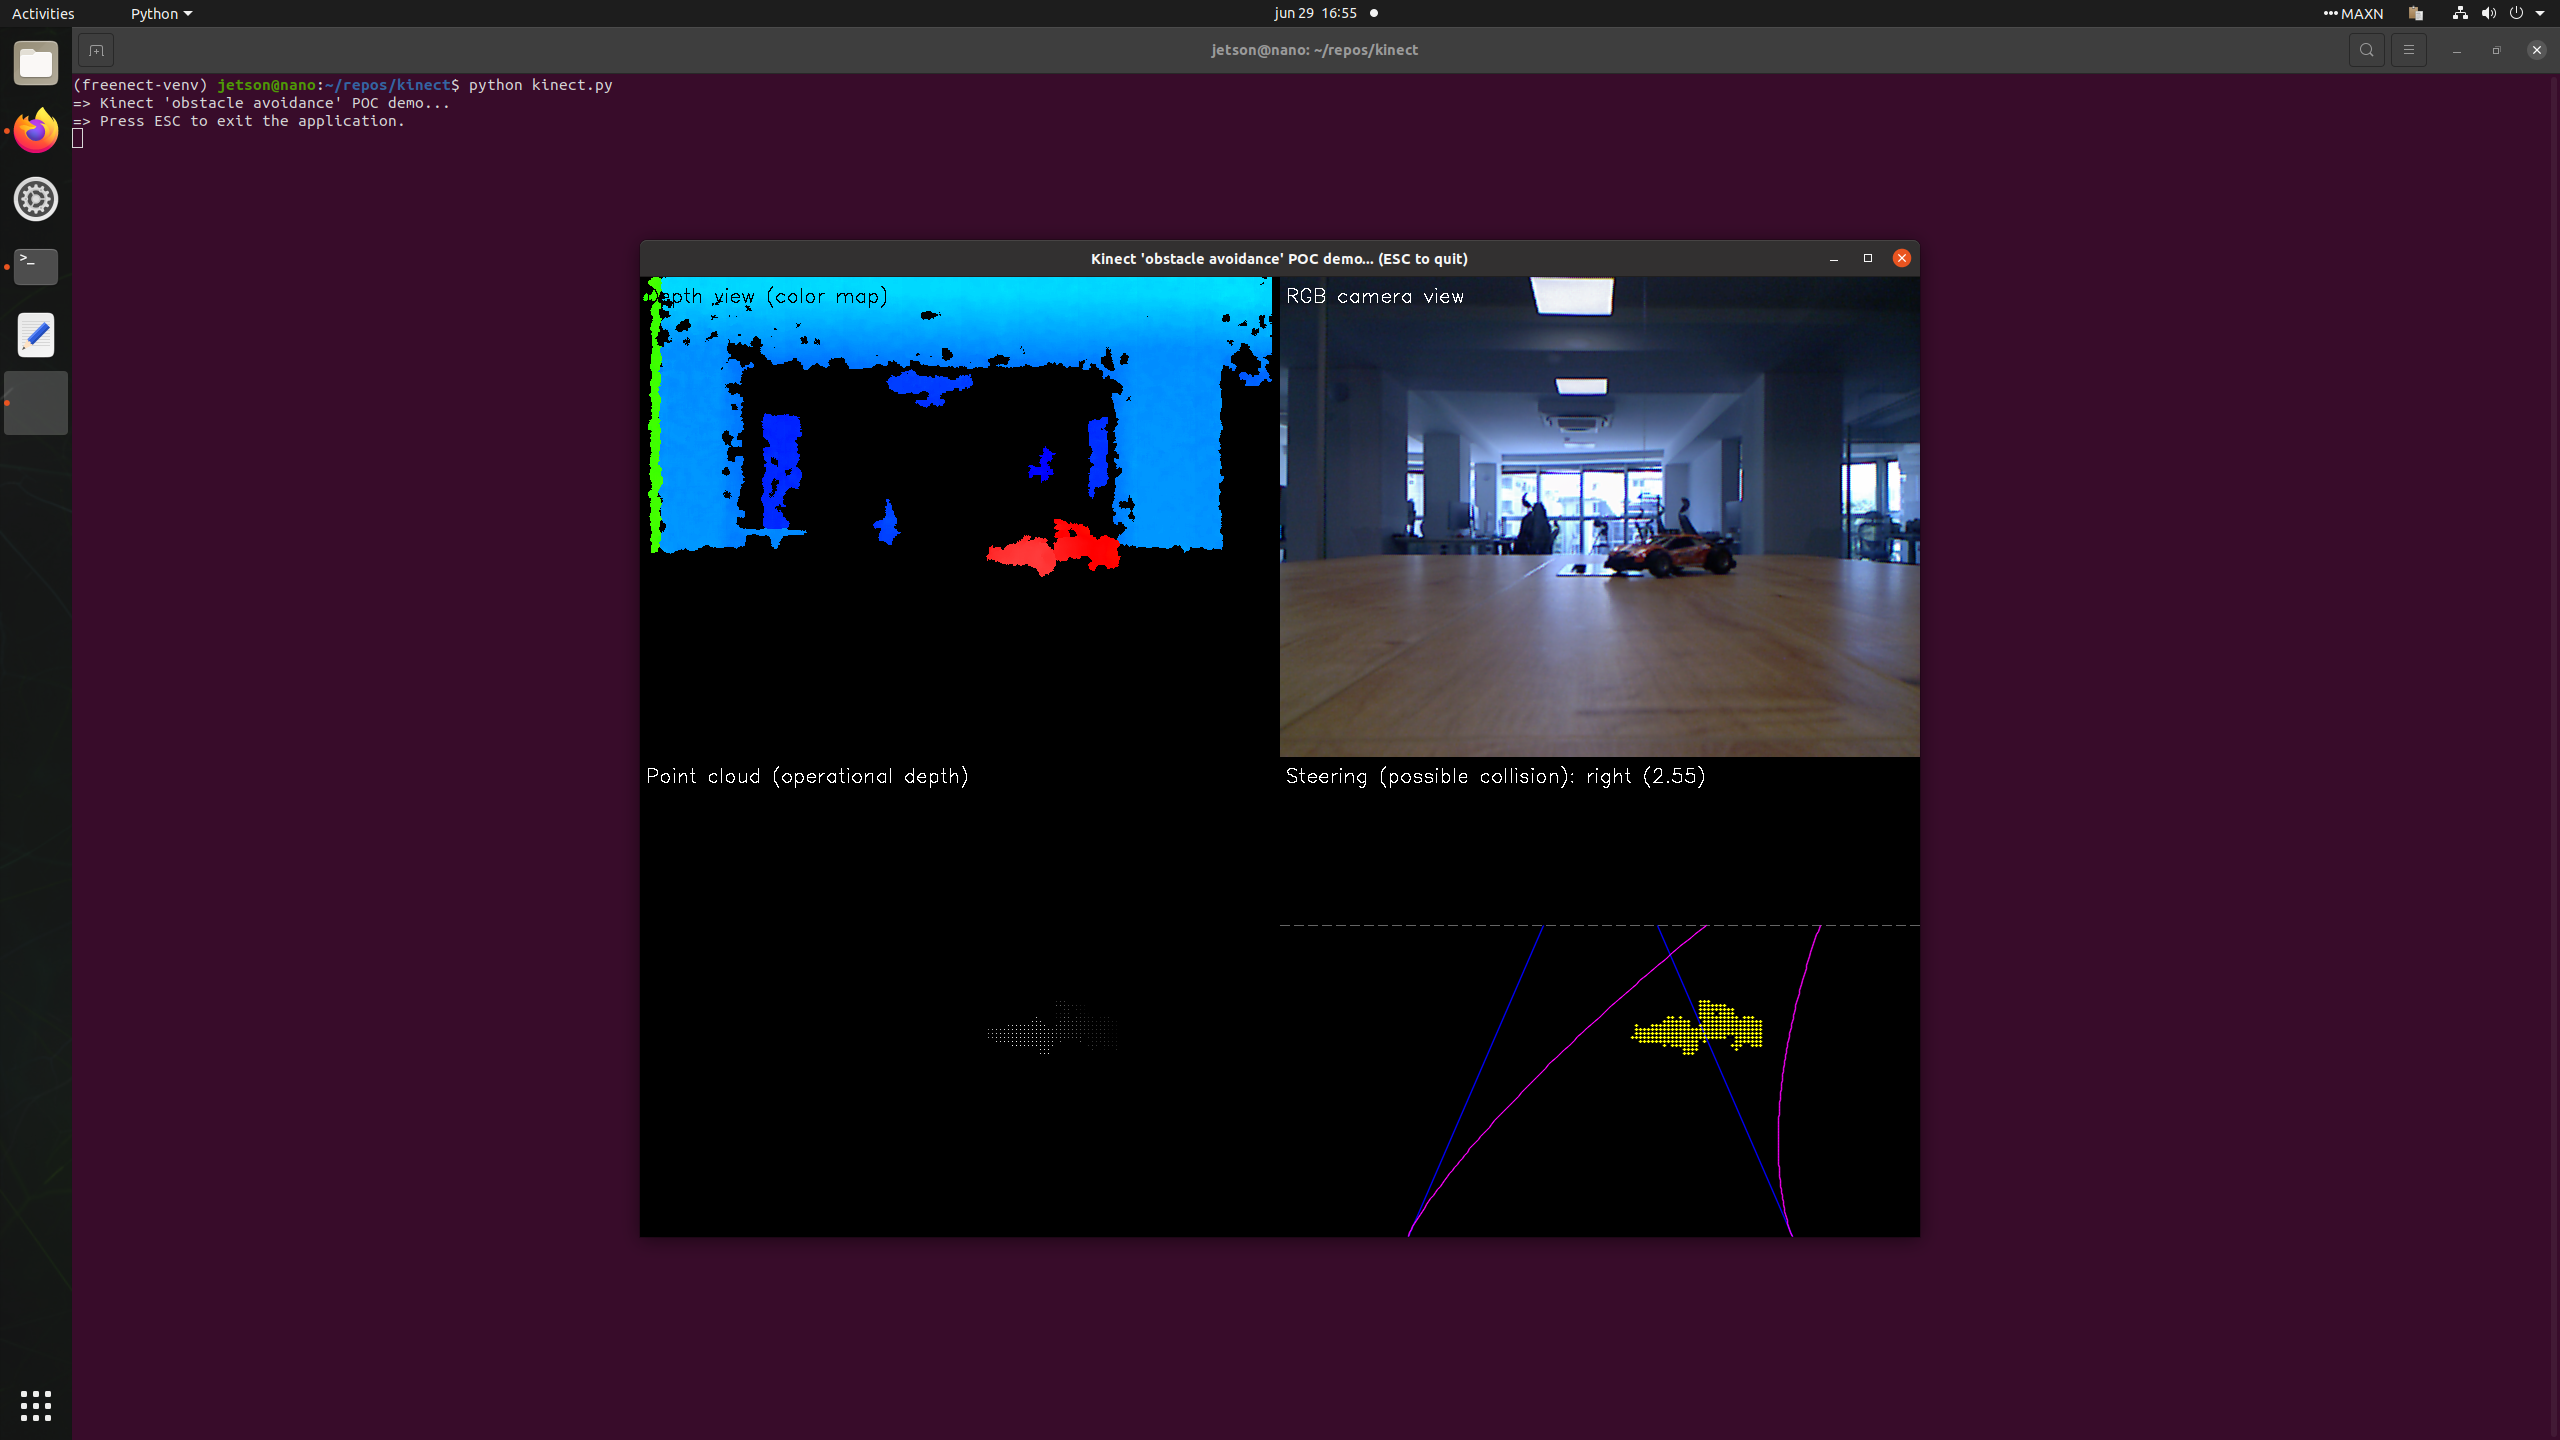 Activities Python jun 29 16:55 MAXN
jetson@nano: ~/repos/kinect
(freenect-venv) jetson@nano:~/repos/kinect$ python kinect.py
=> Kinect 'obstacle avoidance' POC demo...
=> Press ESC to exit the application.
Kinect 'obstacle avoidance' POC demo... (ESC to quit)
Depth view (color map)
RGB camera view
Point cloud (operational depth)
Steering (possible collision): right (2.55)